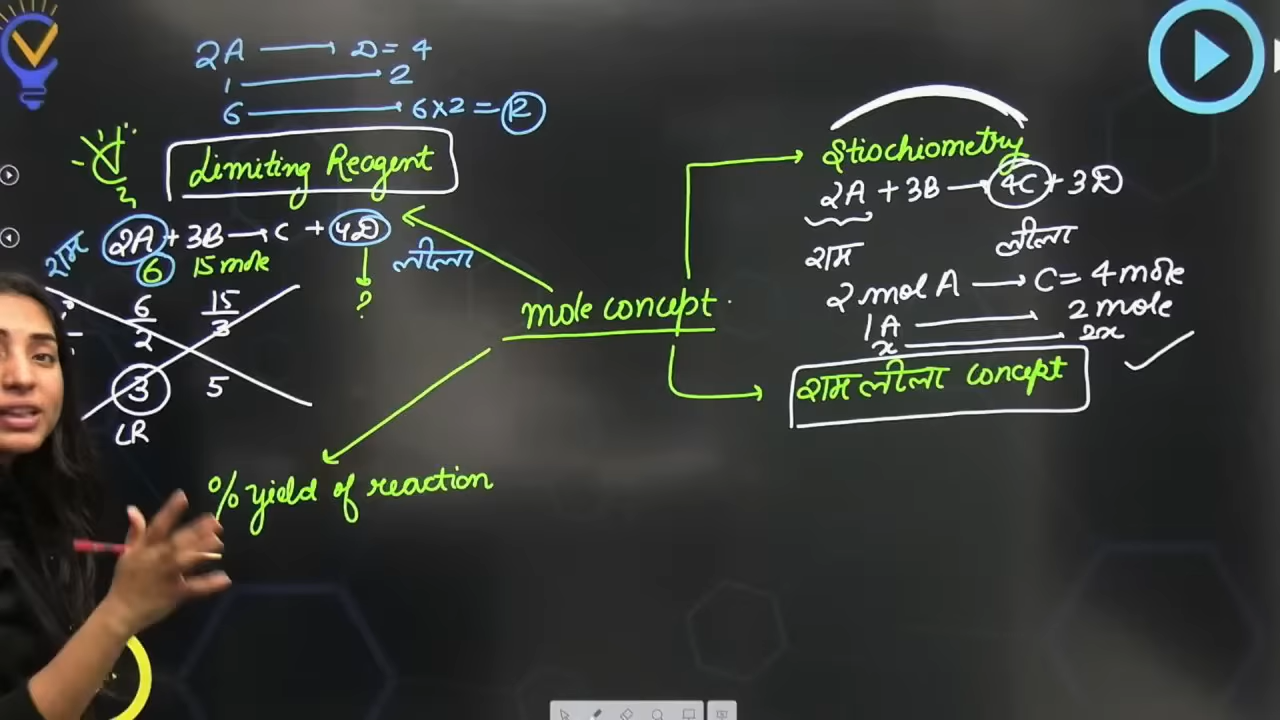 2A — D = 4
1 — 2
6 — 6×2 = 12
Limiting Reagent
2A + 3B → C + 4D
राम
6 15 mole
लीला
?
6/2 15/3
3 5
LR
mole concept
% yield of reaction
Stiochiometry
2A + 3B → 4C + 3D
राम लीला
2 mol A → C = 4 mole
1A → 2 mole
x → 2x
रामलीला concept